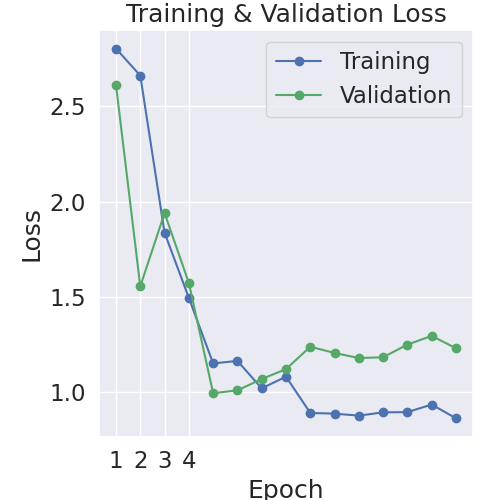 Training & Validation Loss
Training
Validation
2.5
2.0
1.5
1.0
Loss
1 2 3 4
Epoch